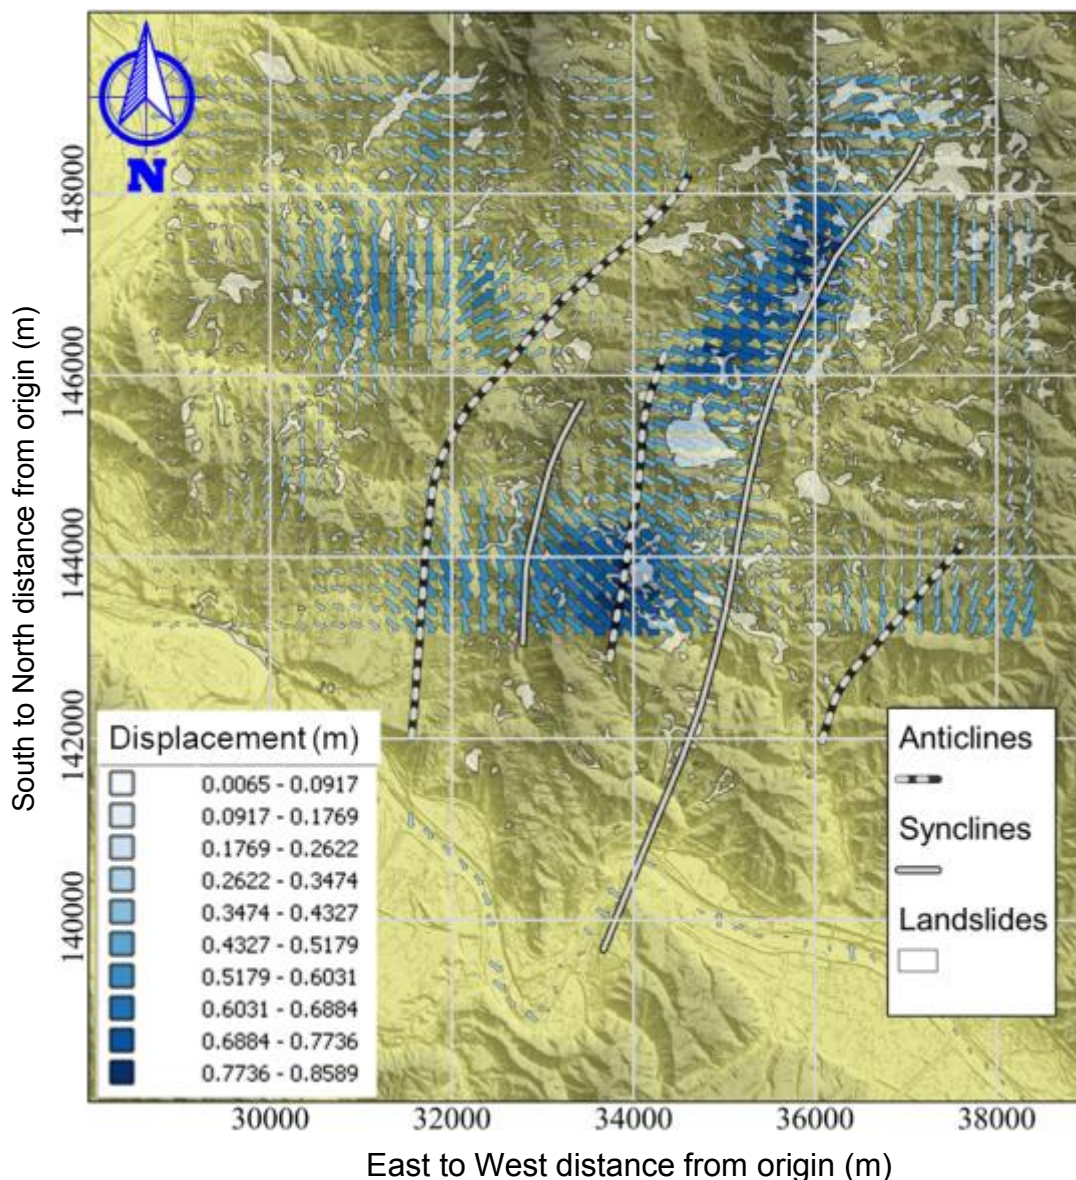 N
148000
146000
144000
142000
140000
South to North distance from origin (m)
Displacement (m)
0.0065 - 0.0917
0.0917 - 0.1769
0.1769 - 0.2622
0.2622 - 0.3474
0.3474 - 0.4327
0.4327 - 0.5179
0.5179 - 0.6031
0.6031 - 0.6884
0.6884 - 0.7736
0.7736 - 0.8589
Anticlines
Synclines
Landslides
30000 32000 34000 36000 38000
East to West distance from origin (m)